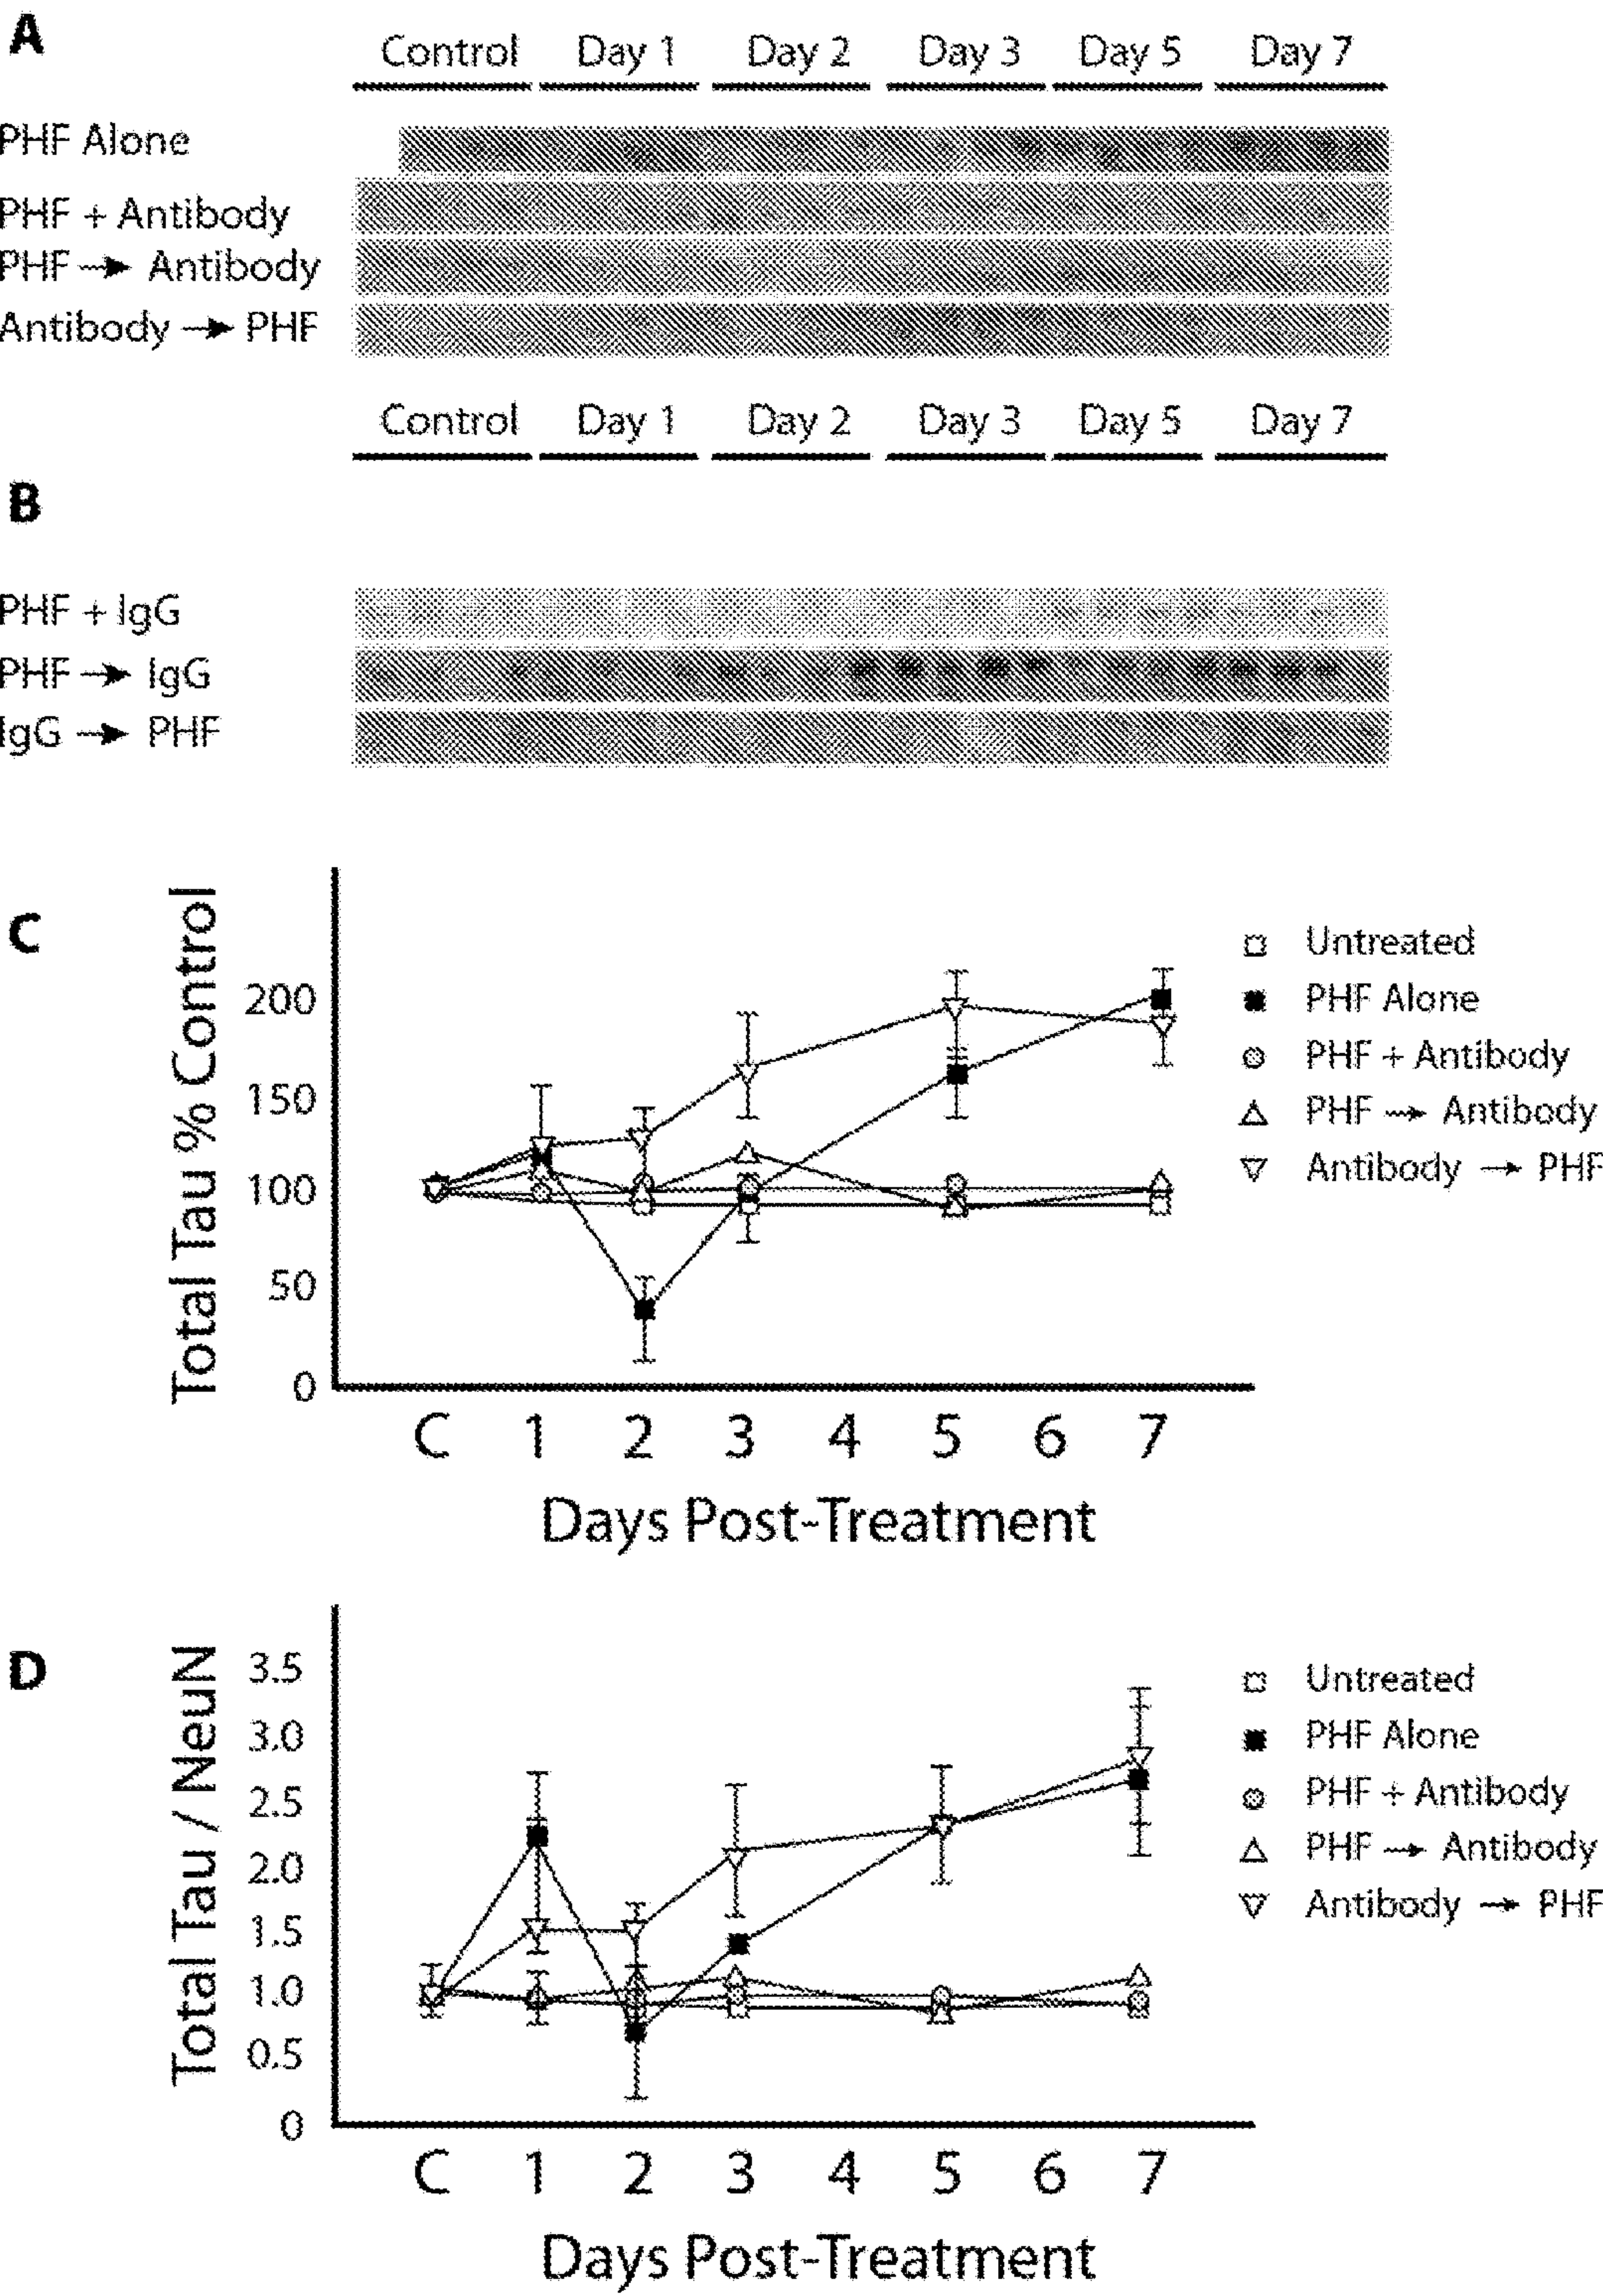 A
Control Day 1 Day 2 Day 3 Day 5 Day 7
PHF Alone
PHF + Antibody
PHF → Antibody
Antibody → PHF
Control Day 1 Day 2 Day 3 Day 5 Day 7
B
PHF + IgG
PHF → IgG
IgG → PHF
C
Total Tau % Control
200
150
100
50
0
C 1 2 3 4 5 6 7
Days Post-Treatment
Untreated
PHF Alone
PHF + Antibody
PHF → Antibody
Antibody → PHF
D
Total Tau / NeuN
3.5
3.0
2.5
2.0
1.5
1.0
0.5
0
C 1 2 3 4 5 6 7
Days Post-Treatment
Untreated
PHF Alone
PHF + Antibody
PHF → Antibody
Antibody → PHF